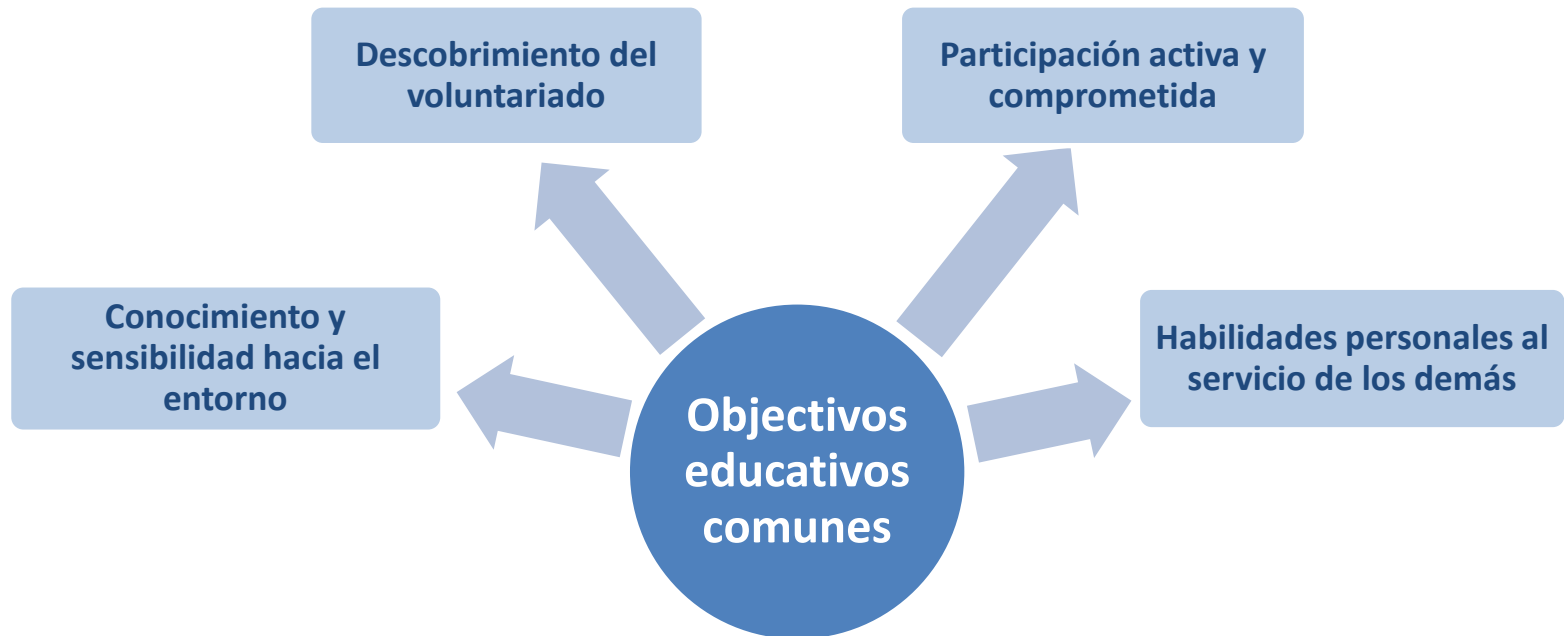 Descobrimiento del
voluntariado
Participación activa y
comprometida
Conocimiento y
sensibilidad hacia el
entorno
Habilidades personales al
servicio de los demás
Objectivos
educativos
comunes